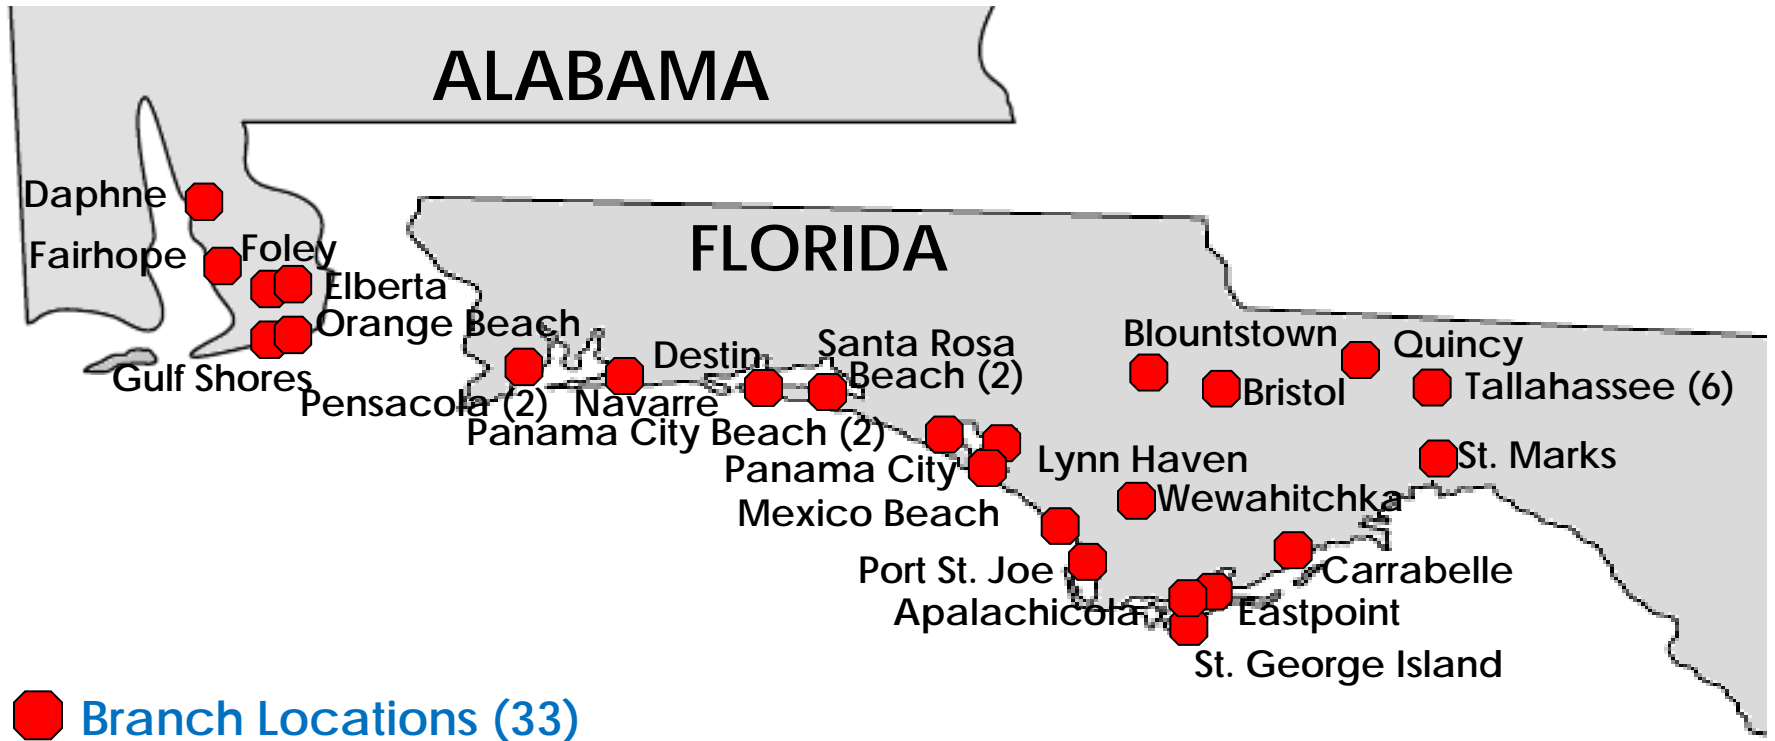 ALABAMA
Daphne
FLORIDA
Fairhope
Foley
Elberta
Orange Beach
Gulf Shores
Pensacola (2)
Navarre
Destin
Santa Rosa
Beach (2)
Panama City Beach (2)
Panama City
Lynn Haven
Mexico Beach
Blountstown
Bristol
Quincy
Tallahassee (6)
St. Marks
Wewahitchka
Port St. Joe
Apalachicola
Carrabelle
Eastpoint
St. George Island
Branch Locations (33)